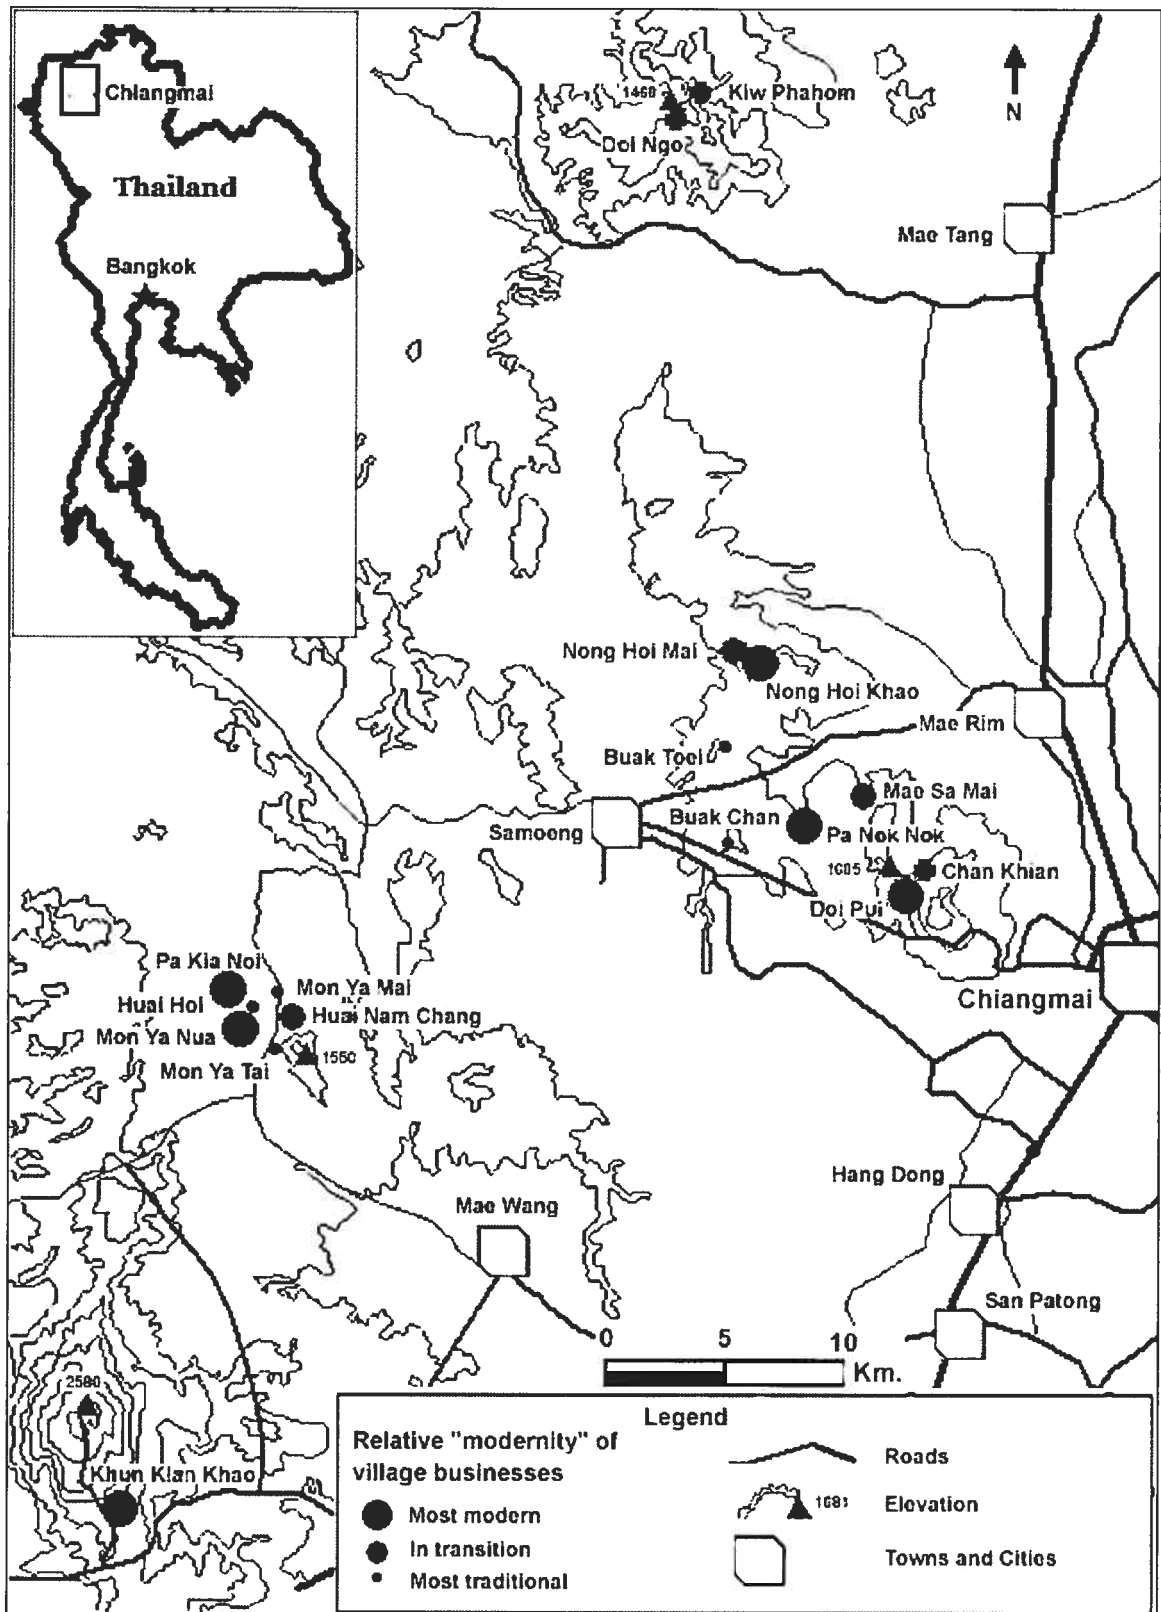 Chiangmai
Thailand
Bangkok
1460
Kiw Phahom
Doi Ngo
N
Mae Tang
Nong Hoi Mai
Nong Hoi Khao
Mae Rim
Buak Toei
Mae Sa Mai
Buak Chan
Samoeng
Pa Nok Nok
1685
Chan Khian
Doi Pui
Chiangmai
Pa Kia Noi
Mon Ya Mai
Huai Hoi
Huai Nam Chang
Mon Ya Nua
1550
Mon Ya Tai
Hang Dong
Mae Wang
San Patong
0 5 10
Km.
2580
Khun Klan Khao
Legend
Relative "modernity" of
village businesses
Most modern
In transition
Most traditional
Roads
1681
Elevation
Towns and Cities